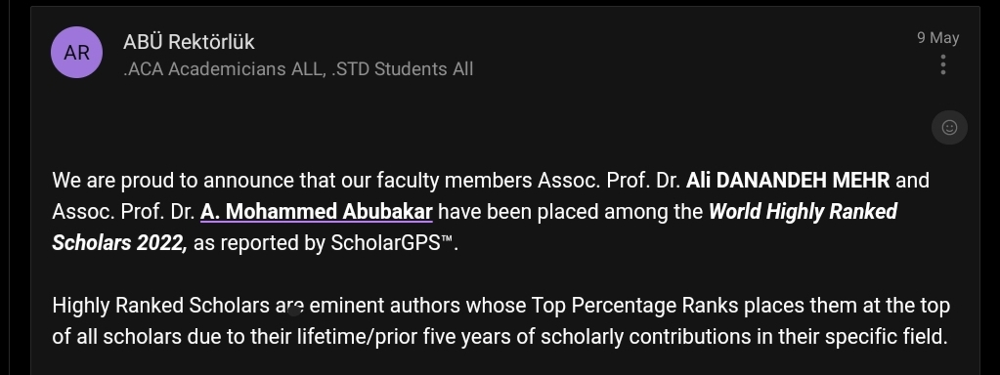 AR
ABÜ Rektörlük
9 May
.ACA Academicians ALL, .STD Students All
We are proud to announce that our faculty members Assoc. Prof. Dr. Ali DANANDEH MEHR and
Assoc. Prof. Dr. A. Mohammed Abubakar have been placed among the World Highly Ranked
Scholars 2022, as reported by ScholarGPS™.
Highly Ranked Scholars are eminent authors whose Top Percentage Ranks places them at the top
of all scholars due to their lifetime/prior five years of scholarly contributions in their specific field.